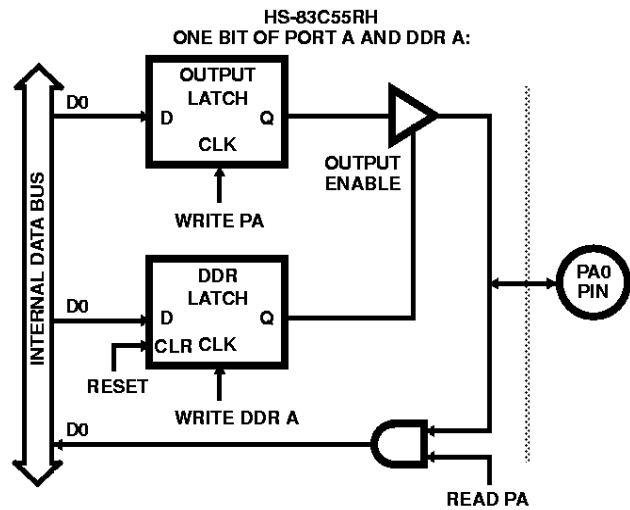 HS-83C55RH
ONE BIT OF PORT A AND DDR A:
INTERNAL DATA BUS
D0
OUTPUT
LATCH
D
Q
CLK
WRITE PA
OUTPUT
ENABLE
PA0
PIN
D0
DDR
LATCH
D
Q
CLR
CLK
RESET
WRITE DDR A
D0
READ PA